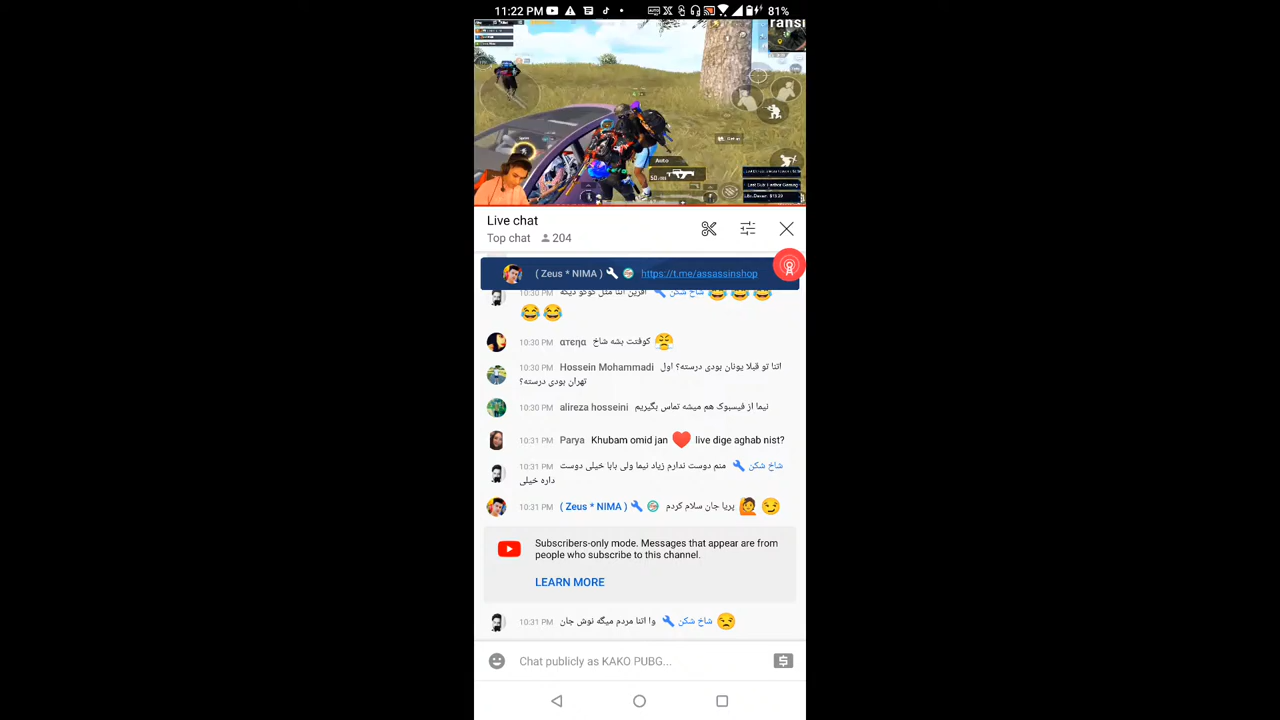 11:22 PM
81%
ransi
Auto
50
Live chat
Top chat 204
( Zeus * NIMA ) https://t.me/assassinshop
10:30 PM شاخ شکن افرین اتنا مثل کوکو دیگه 😂😂😂
😂😂
10:30 PM αтєηα کوفتت بشه شاخ 😤
10:30 PM Hossein Mohammadi اتنا تو قبلا یونان بودی درسته؟ اول
تهران بودی درسته؟
10:30 PM alireza hosseini نیما از فیسبوک هم میشه تماس بگیریم
10:31 PM Parya Khubam omid jan ❤️ live dige aghab nist?
10:31 PM شاخ شکن منم دوست ندارم زیاد نیما ولی بابا خیلی دوست
داره خیلی
10:31 PM ( Zeus * NIMA ) پریا جان سلام کردم 🙋😏
Subscribers-only mode. Messages that appear are from
people who subscribe to this channel.
LEARN MORE
10:31 PM شاخ شکن وا اتنا مردم میگه نوش جان 😒
Chat publicly as KAKO PUBG...